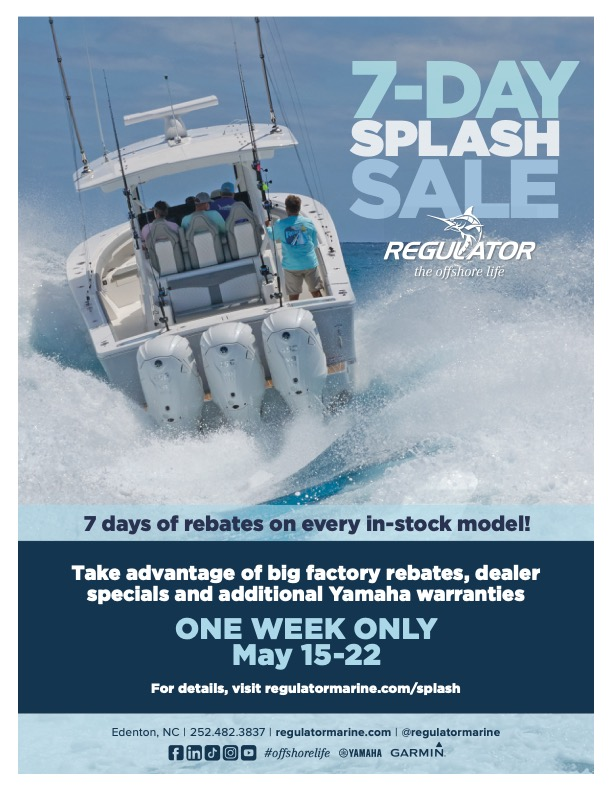 7-DAY
SPLASH
SALE
REGULATOR
the offshore life
7 days of rebates on every in-stock model!
Take advantage of big factory rebates, dealer
specials and additional Yamaha warranties
ONE WEEK ONLY
May 15-22
For details, visit regulatormarine.com/splash
Edenton, NC | 252.482.3837 | regulatormarine.com | @regulatormarine
#offshorelife YAMAHA GARMIN